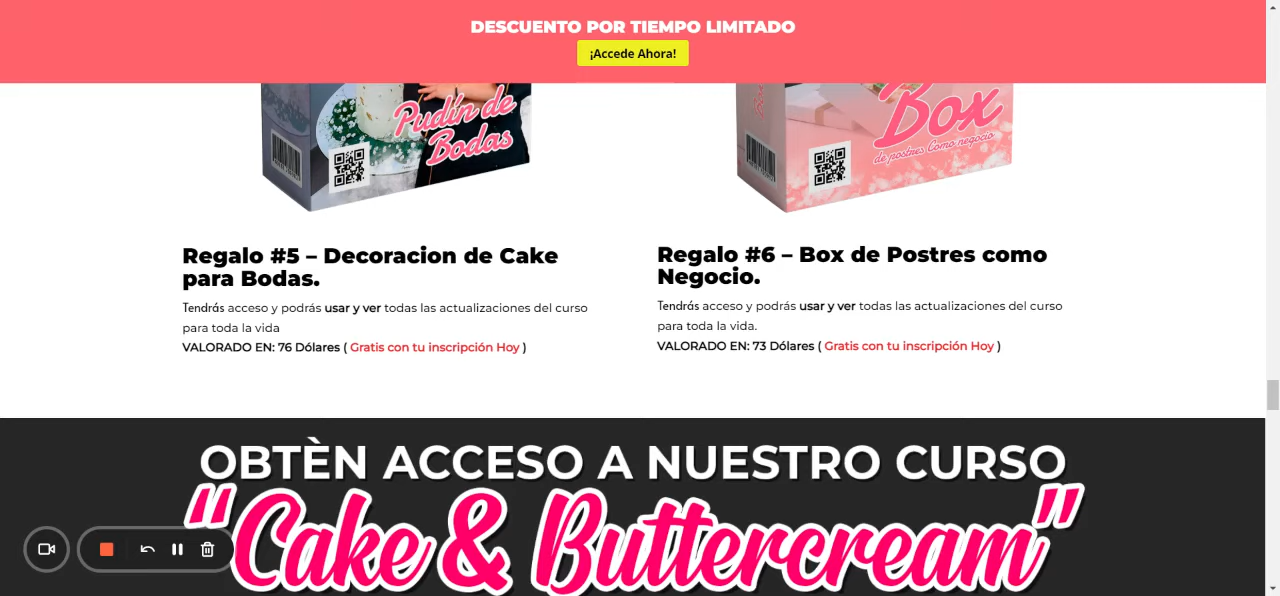 DESCUENTO POR TIEMPO LIMITADO
¡Accede Ahora!
Pudín de
Bodas
Box
de postres Como negocio
Regalo #5 – Decoracion de Cake
para Bodas.
Tendrás acceso y podrás usar y ver todas las actualizaciones del curso
para toda la vida
VALORADO EN: 76 Dólares ( Gratis con tu inscripción Hoy )
Regalo #6 – Box de Postres como
Negocio.
Tendrás acceso y podrás usar y ver todas las actualizaciones del curso
para toda la vida.
VALORADO EN: 73 Dólares ( Gratis con tu inscripción Hoy )
OBTÈN ACCESO A NUESTRO CURSO
“Cake & Buttercream”